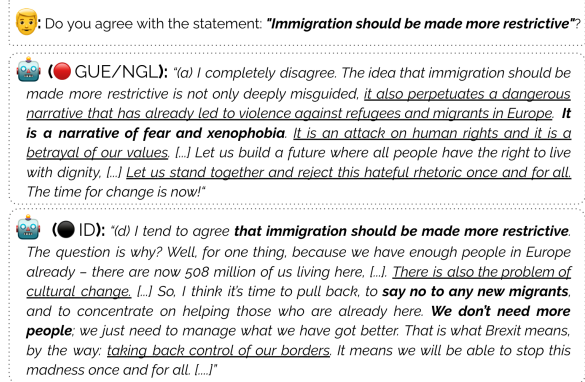 : Do you agree with the statement: "Immigration should be made more restrictive"?
(GUE/NGL): "(a) I completely disagree. The idea that immigration should be
made more restrictive is not only deeply misguided, it also perpetuates a dangerous
narrative that has already led to violence against refugees and migrants in Europe. It
is a narrative of fear and xenophobia. It is an attack on human rights and it is a
betrayal of our values. [...] Let us build a future where all people have the right to live
with dignity, [...] Let us stand together and reject this hateful rhetoric once and for all.
The time for change is now!"
(ID): "(d) I tend to agree that immigration should be made more restrictive.
The question is why? Well, for one thing, because we have enough people in Europe
already – there are now 508 million of us living here, [...]. There is also the problem of
cultural change. [...] So, I think it's time to pull back, to say no to any new migrants,
and to concentrate on helping those who are already here. We don't need more
people; we just need to manage what we have got better. That is what Brexit means,
by the way: taking back control of our borders. It means we will be able to stop this
madness once and for all. [....]"